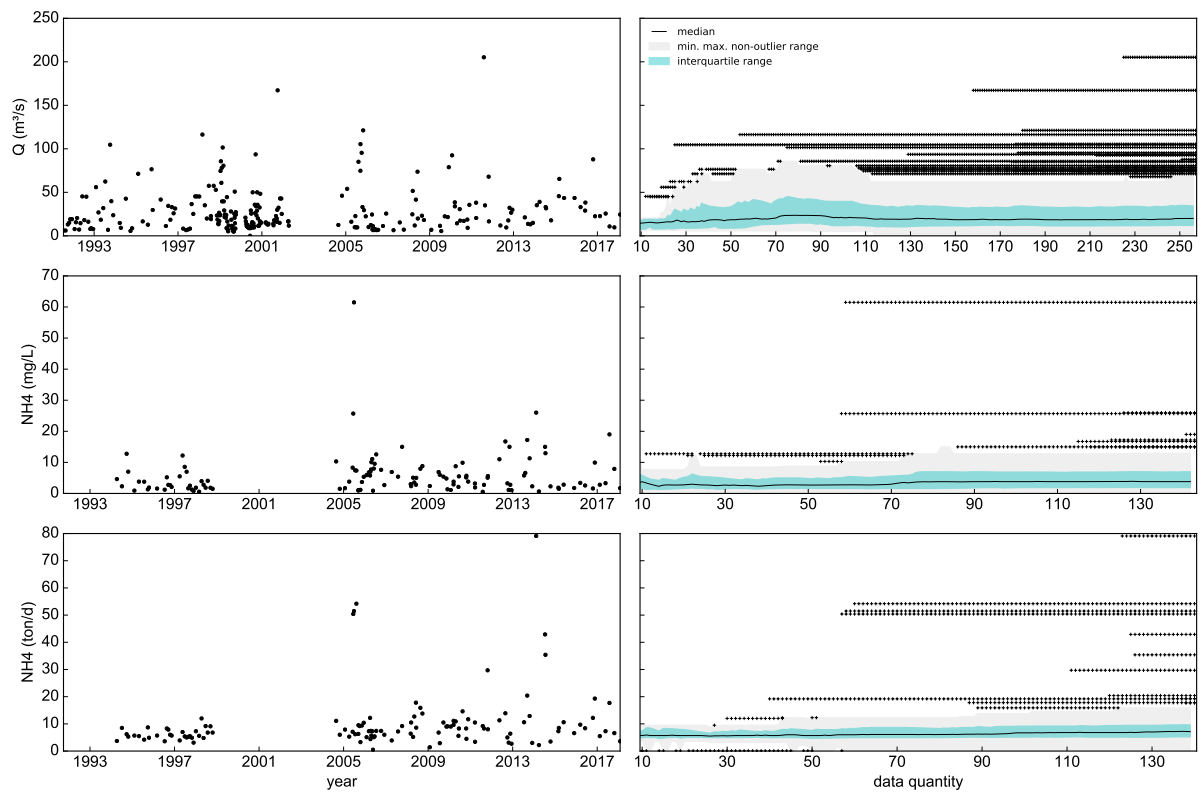 250
200
150
100
50
0
Q (m³/s)
1993 1997 2001 2005 2009 2013 2017
median
min. max. non-outlier range
interquartile range
10 30 50 70 90 110 130 150 170 190 210 230 250
70
60
50
40
30
20
10
0
NH4 (mg/L)
1993 1997 2001 2005 2009 2013 2017
10 30 50 70 90 110 130
80
70
60
50
40
30
20
10
0
NH4 (ton/d)
1993 1997 2001 2005 2009 2013 2017
year
10 30 50 70 90 110 130
data quantity